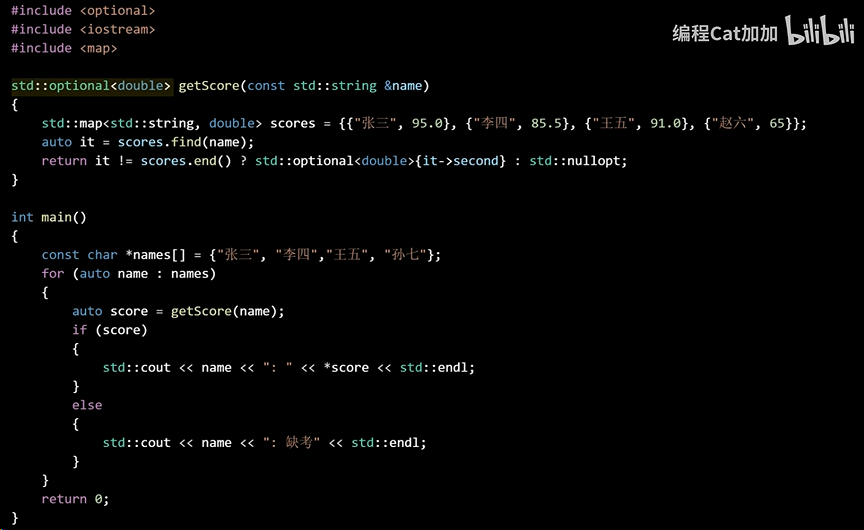 #include <optional>
#include <iostream>
#include <map>
编程Cat加加 bilibili
std::optional<double> getScore(const std::string &name)
{
    std::map<std::string, double> scores = {{"张三", 95.0}, {"李四", 85.5}, {"王五", 91.0}, {"赵六", 65}};
    auto it = scores.find(name);
    return it != scores.end() ? std::optional<double>{it->second} : std::nullopt;
}
int main()
{
    const char *names[] = {"张三", "李四","王五", "孙七"};
    for (auto name : names)
    {
        auto score = getScore(name);
        if (score)
        {
            std::cout << name << ": " << *score << std::endl;
        }
        else
        {
            std::cout << name << ": 缺考" << std::endl;
        }
    }
    return 0;
}